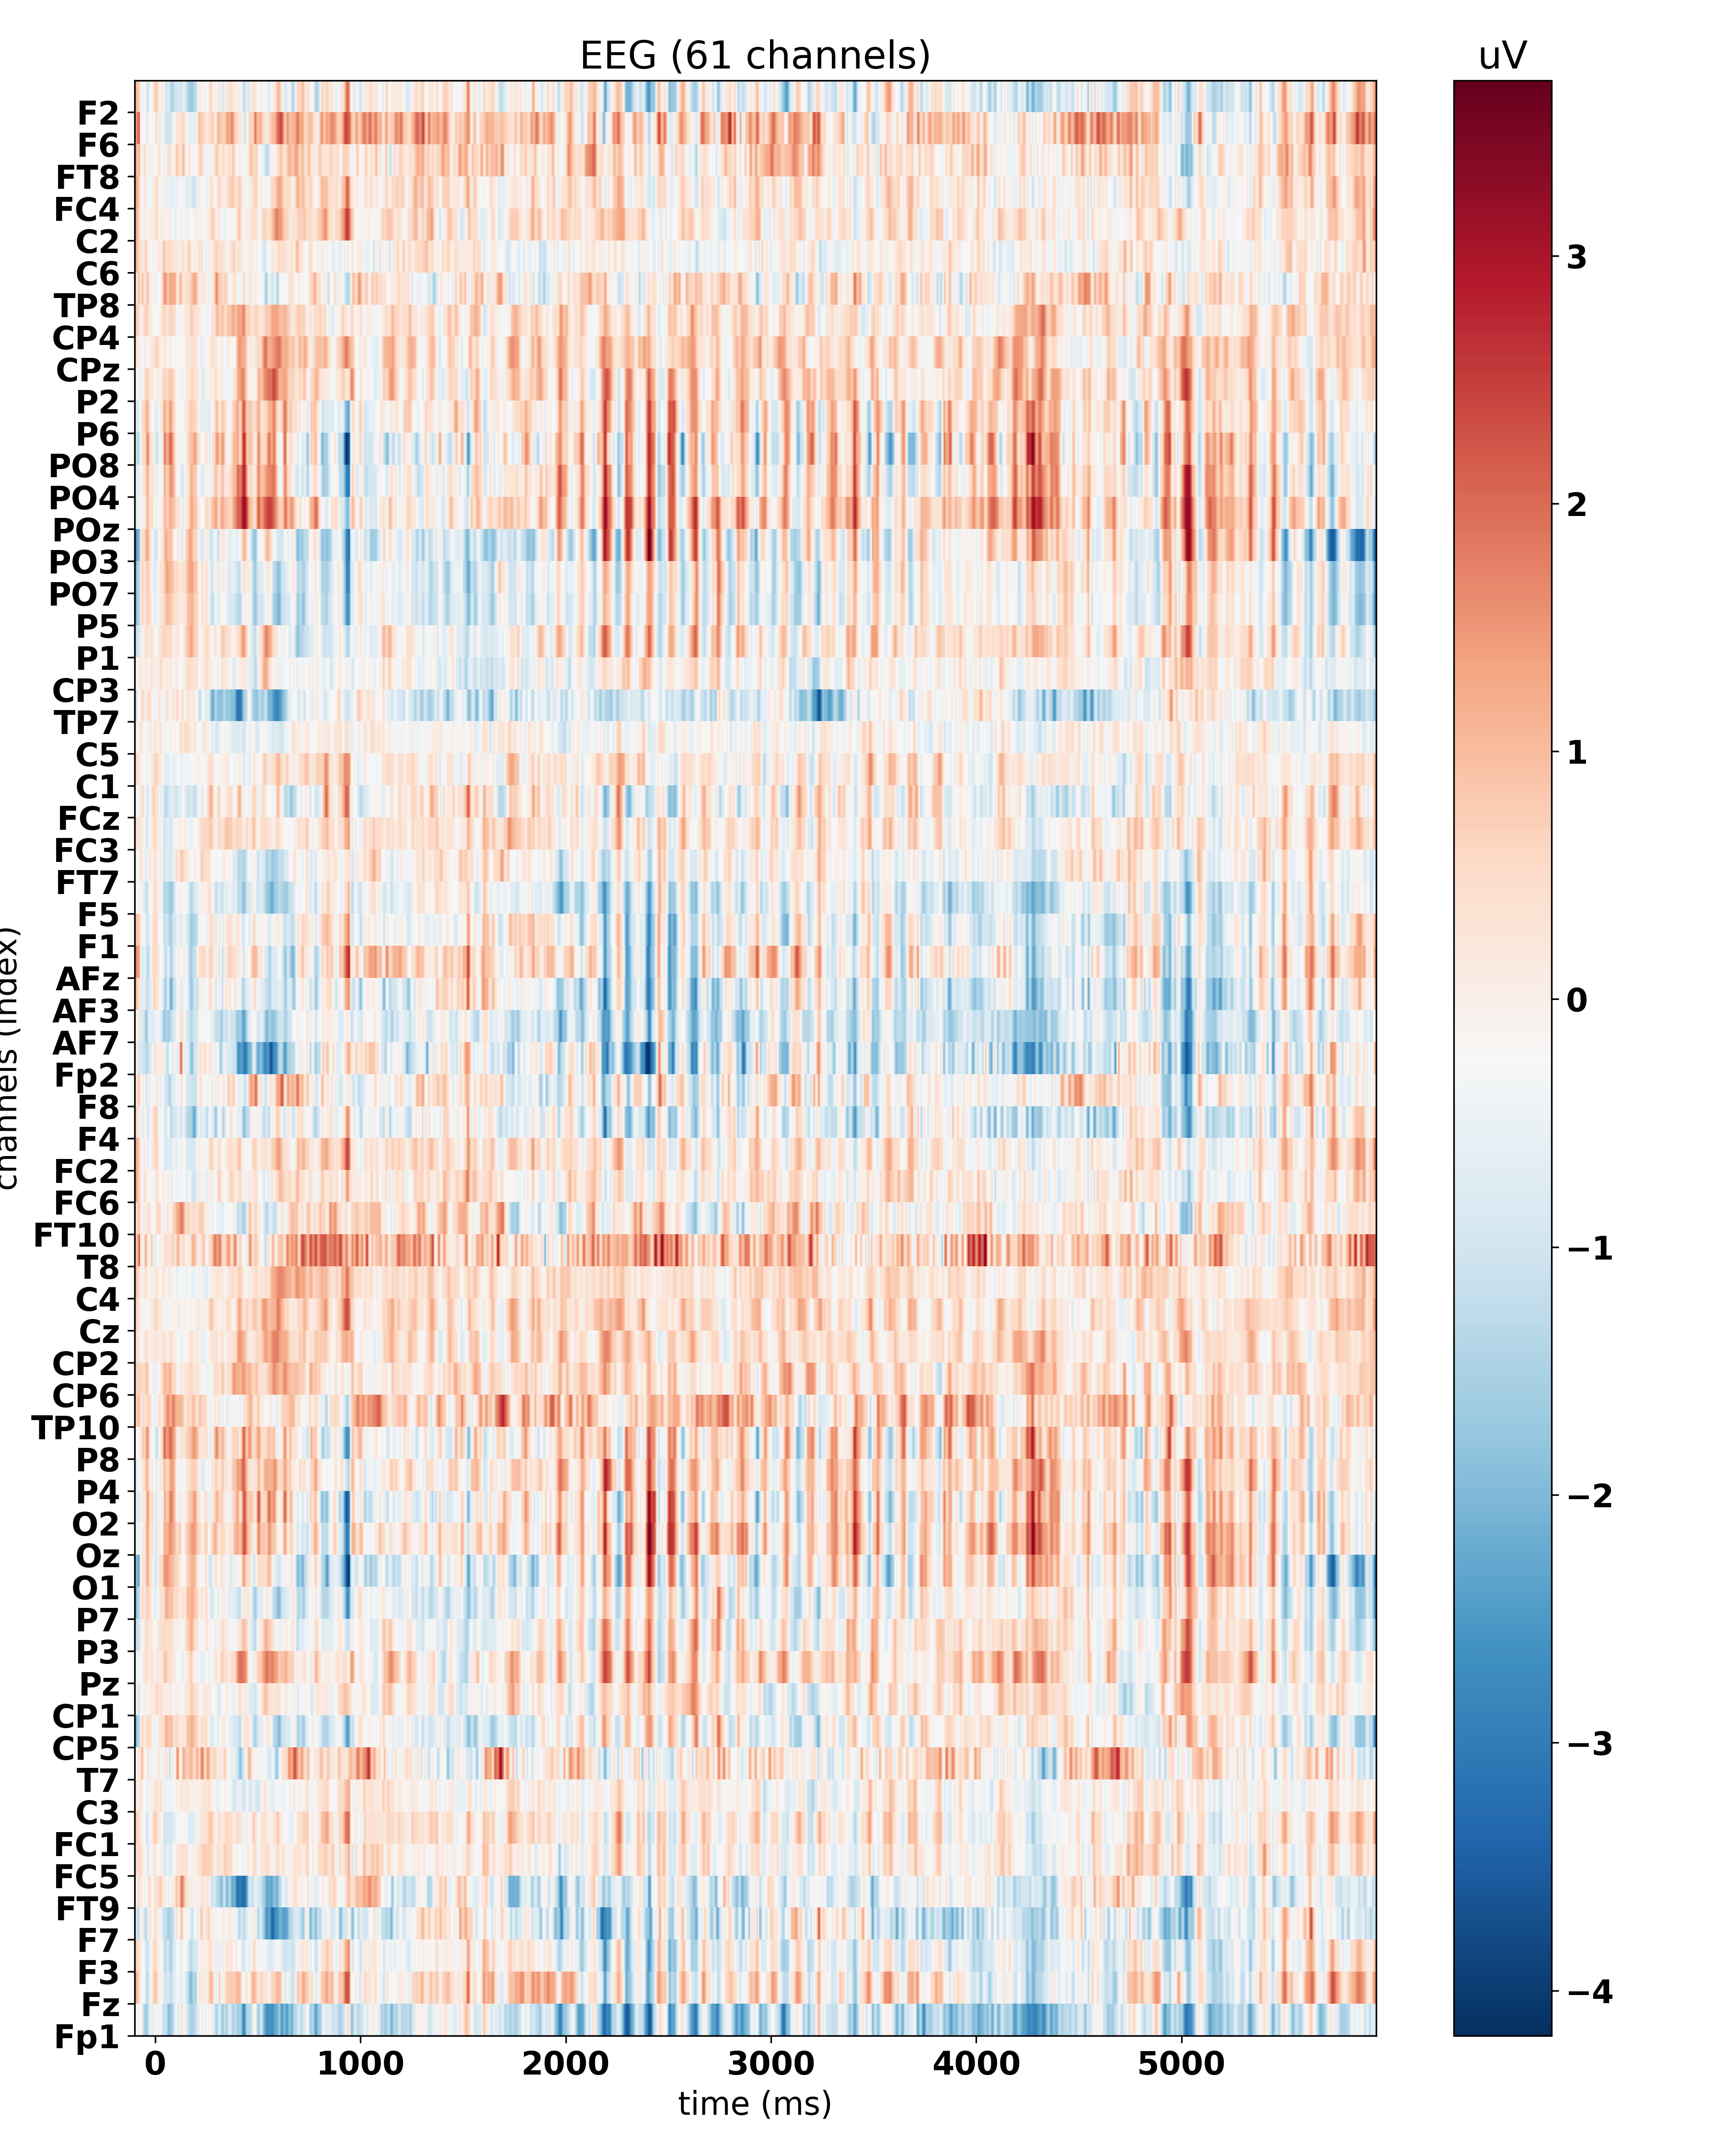 EEG (61 channels)
uV
F2
F6
FT8
FC4
C2
C6
TP8
CP4
CPz
P2
P6
PO8
PO4
POz
PO3
PO7
P5
P1
CP3
TP7
C5
C1
FCz
FC3
FT7
F5
F1
AFz
AF3
AF7
Fp2
F8
F4
FC2
FC6
FT10
T8
C4
Cz
CP2
CP6
TP10
P8
P4
O2
Oz
O1
P7
P3
Pz
CP1
CP5
T7
C3
FC1
FC5
FT9
F7
F3
Fz
Fp1
channels (index)
0 1000 2000 3000 4000 5000
time (ms)
3
2
1
0
−1
−2
−3
−4